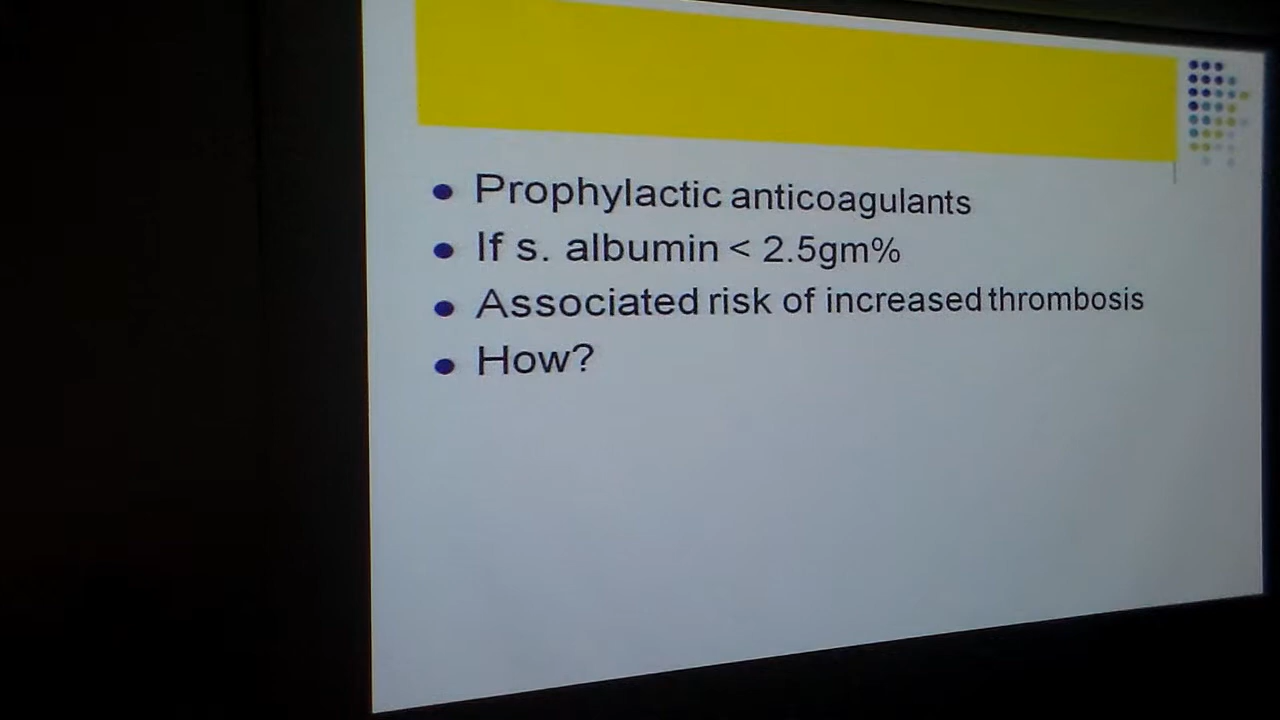 Prophylactic anticoagulants
If s. albumin < 2.5gm%
Associated risk of increased thrombosis
How?